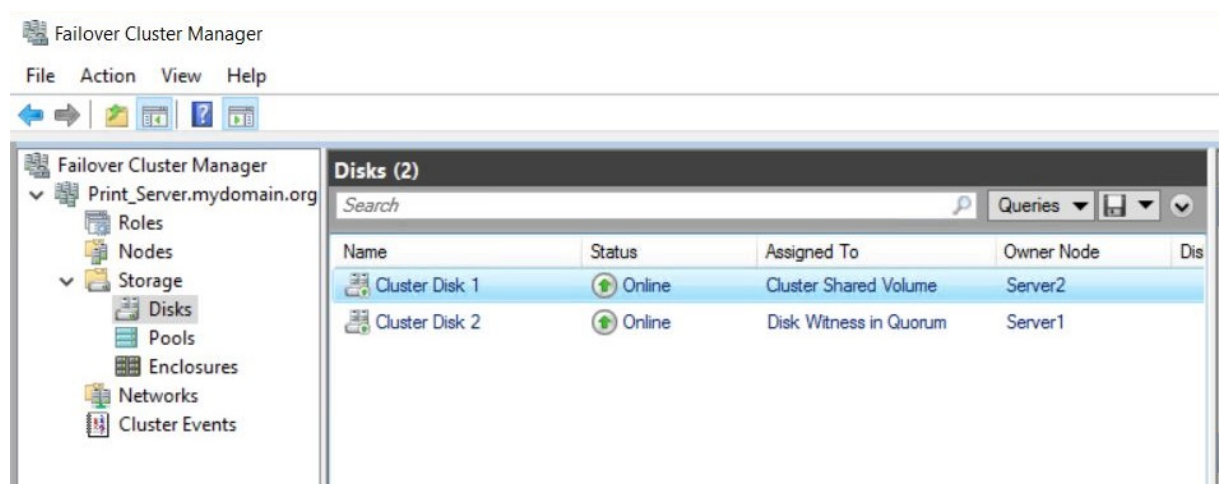 Failover Cluster Manager
File Action View Help
Failover Cluster Manager
Print_Server.mydomain.org
Roles
Nodes
Storage
Disks
Pools
Enclosures
Networks
Cluster Events
Disks (2)
Search
Queries
Name Status Assigned To Owner Node Dis
Cluster Disk 1 Online Cluster Shared Volume Server2
Cluster Disk 2 Online Disk Witness in Quorum Server1